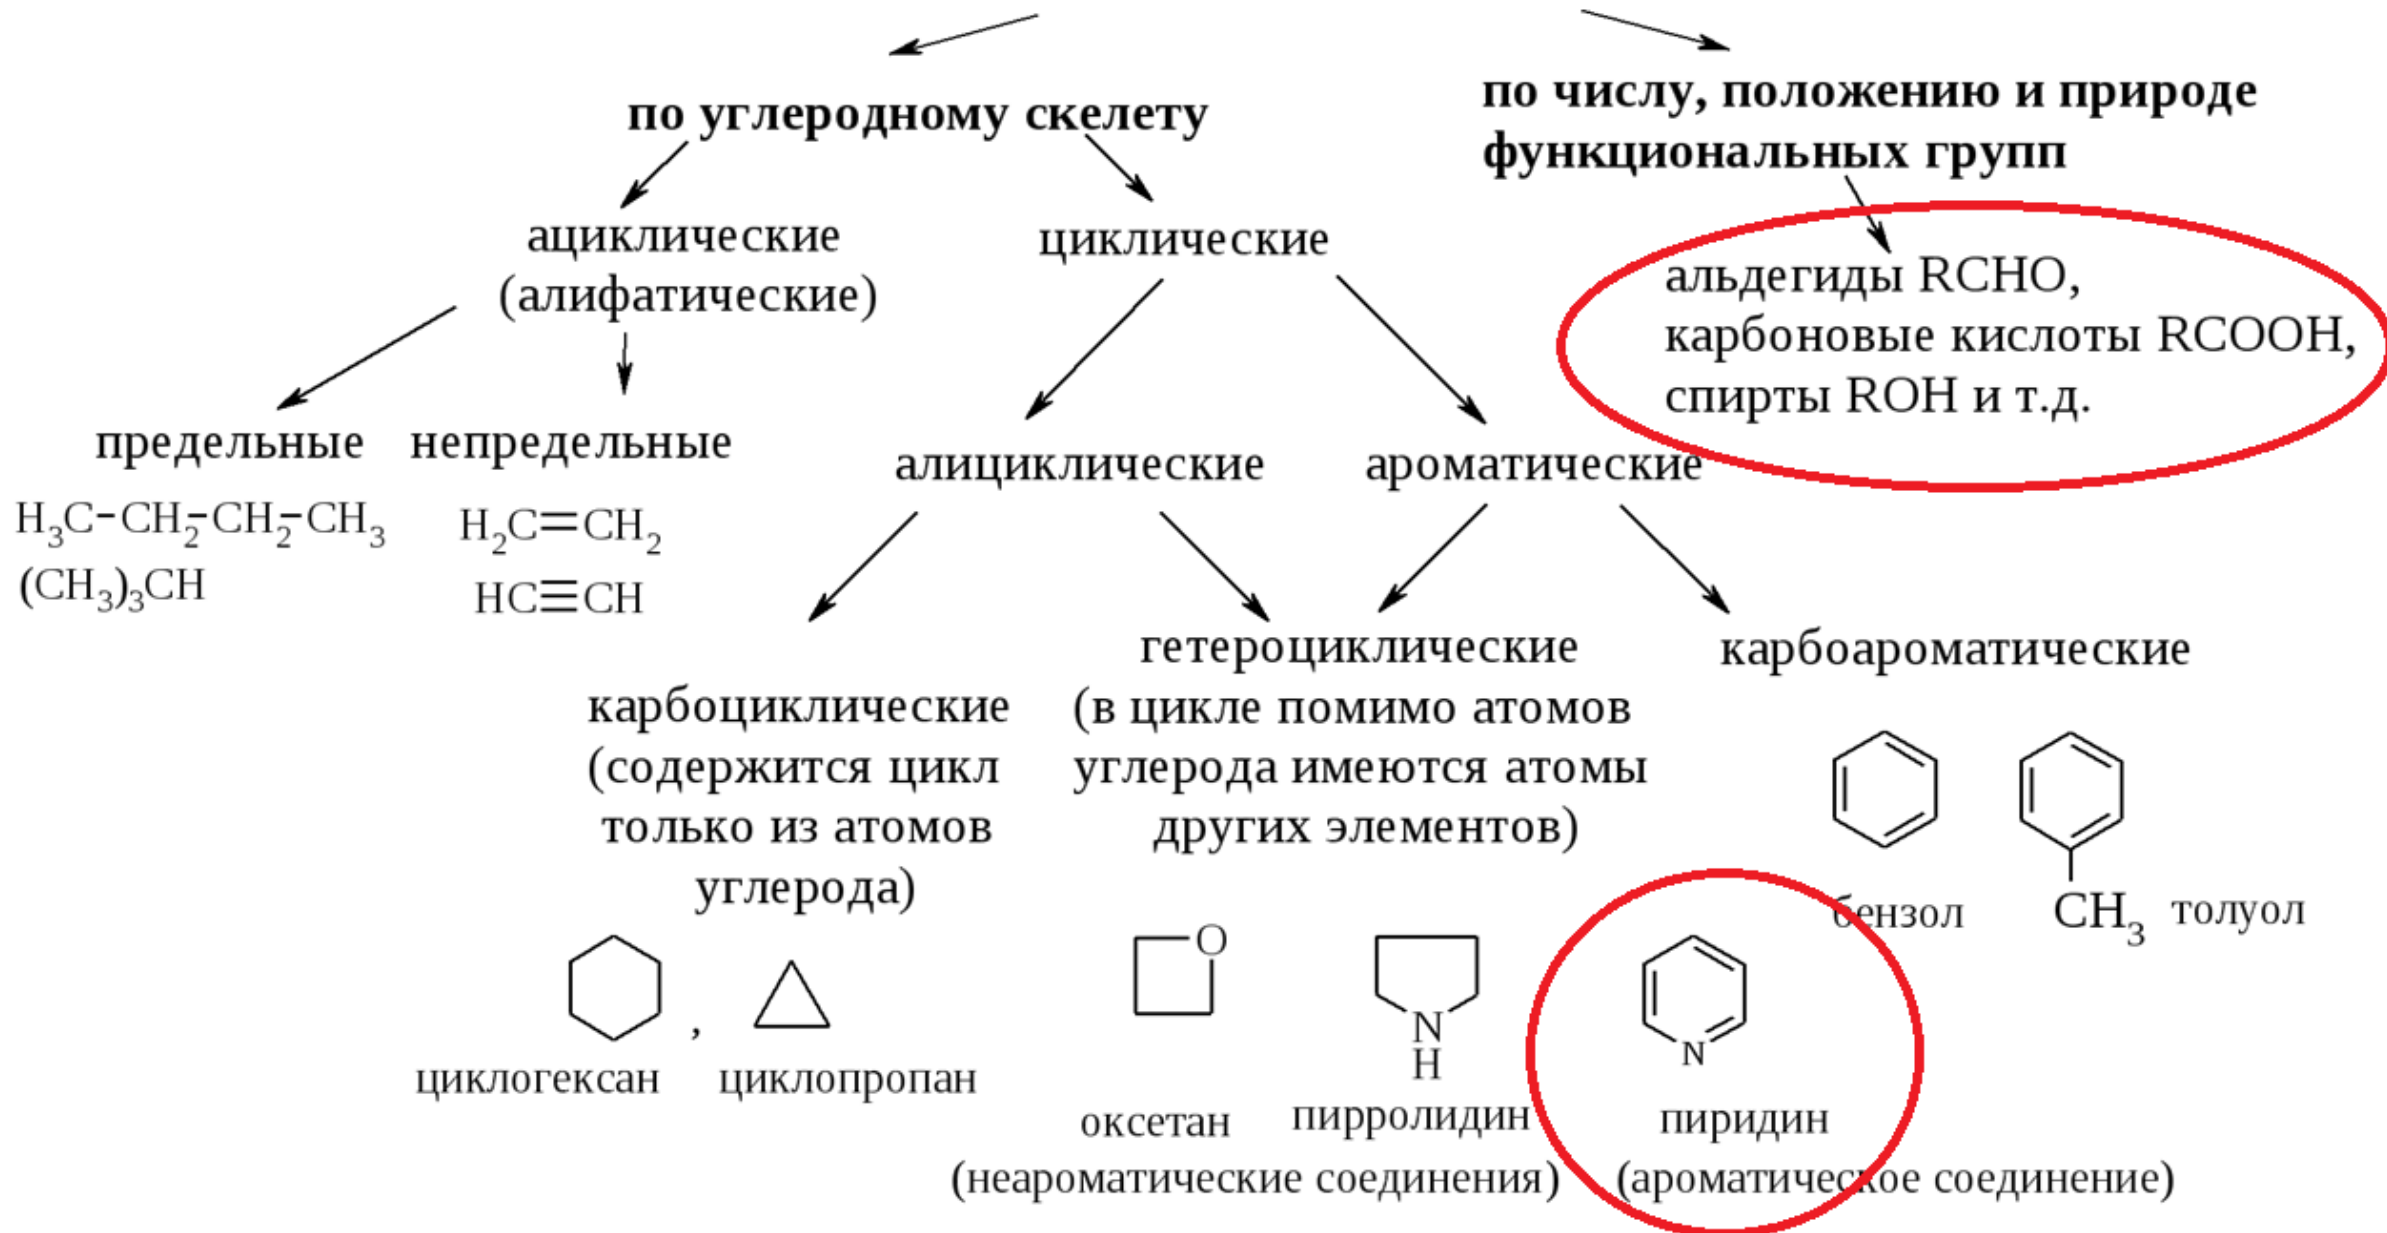 по углеродному скелету
по числу, положению и природе
функциональных групп
ациклические
(алифатические)
циклические
альдегиды RCHO,
карбоновые кислоты RCOOH,
спирты ROH и т.д.
предельные
непредельные
алициклические
ароматические
H₃C−CH₂−CH₂−CH₃
(CH₃)₃CH
H₂C=CH₂
HC≡CH
карбоциклические
(содержится цикл
только из атомов
углерода)
гетероциклические
(в цикле помимо атомов
углерода имеются атомы
других элементов)
карбоароматические
бензол
CH₃
толуол
,
циклогексан
циклопропан
O
оксетан
N
H
пирролидин
(неароматические соединения)
N
пиридин
(ароматическое соединение)